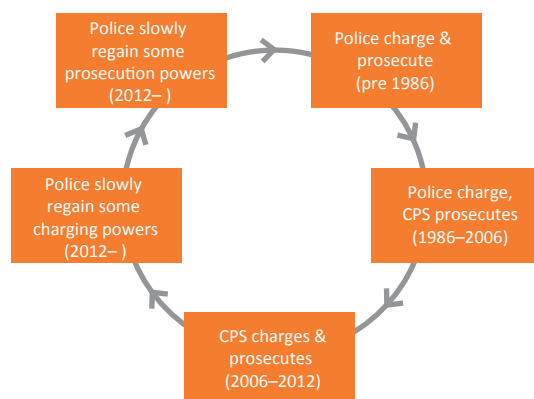 Police slowly
regain some
prosecution powers
(2012– )
Police charge &
prosecute
(pre 1986)
Police charge,
CPS prosecutes
(1986–2006)
CPS charges &
prosecutes
(2006–2012)
Police slowly
regain some
charging powers
(2012– )